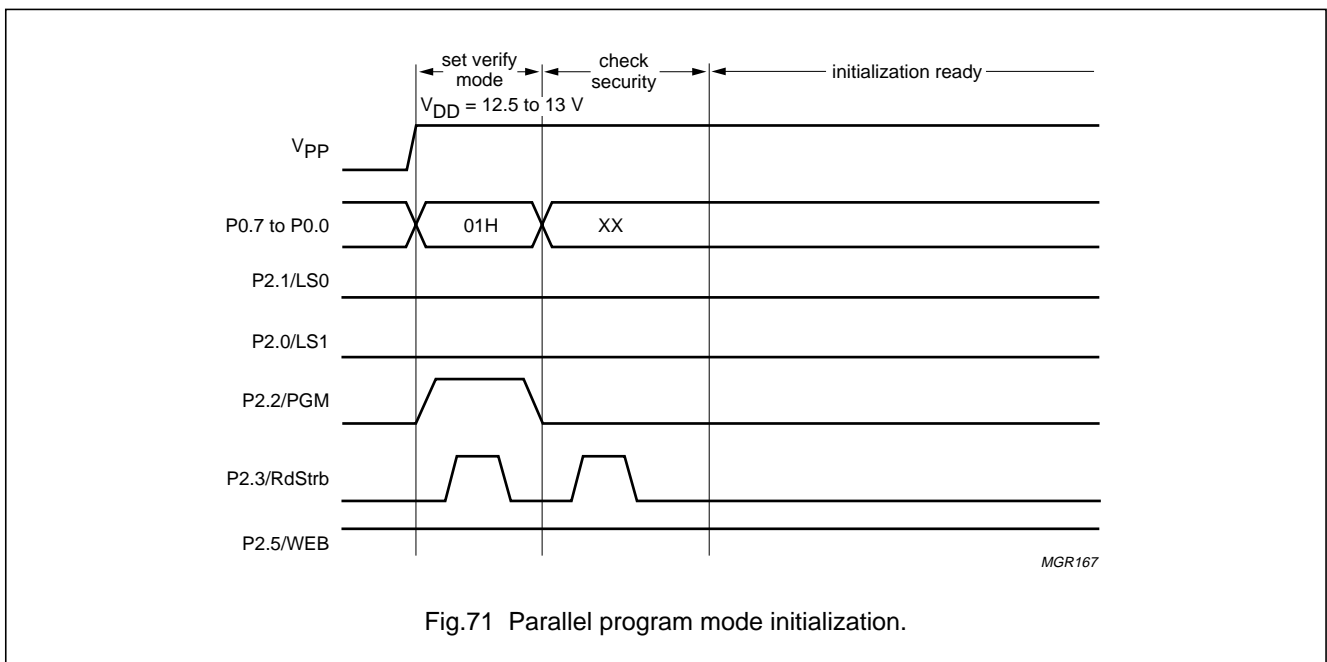 set verify
mode
check
security
initialization ready
VDD = 12.5 to 13 V
VPP
P0.7 to P0.0
01H
XX
P2.1/LS0
P2.0/LS1
P2.2/PGM
P2.3/RdStrb
P2.5/WEB
MGR167
Fig.71 Parallel program mode initialization.